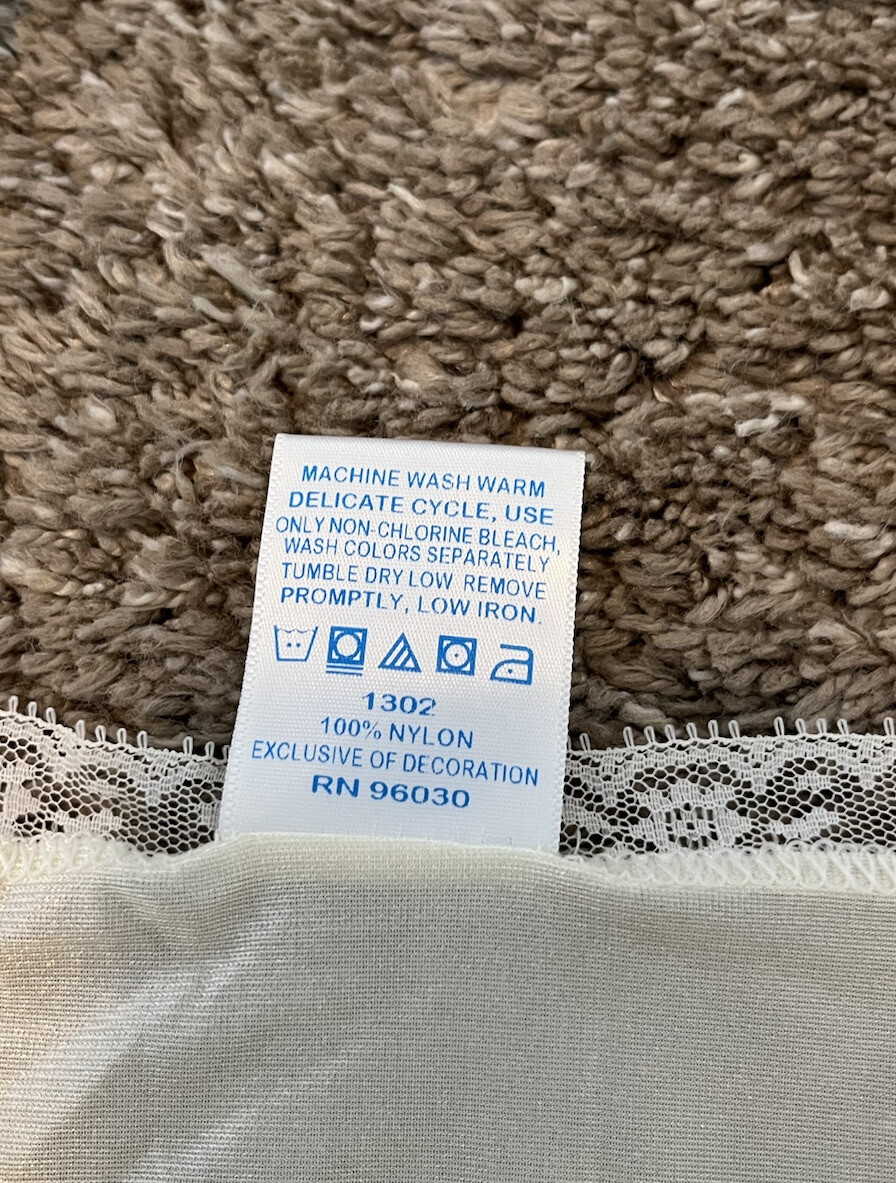 MACHINE WASH WARM
DELICATE CYCLE, USE
ONLY NON-CHLORINE BLEACH,
WASH COLORS SEPARATELY
TUMBLE DRY LOW REMOVE
PROMPTLY, LOW IRON.
1302
100% NYLON
EXCLUSIVE OF DECORATION
RN 96030